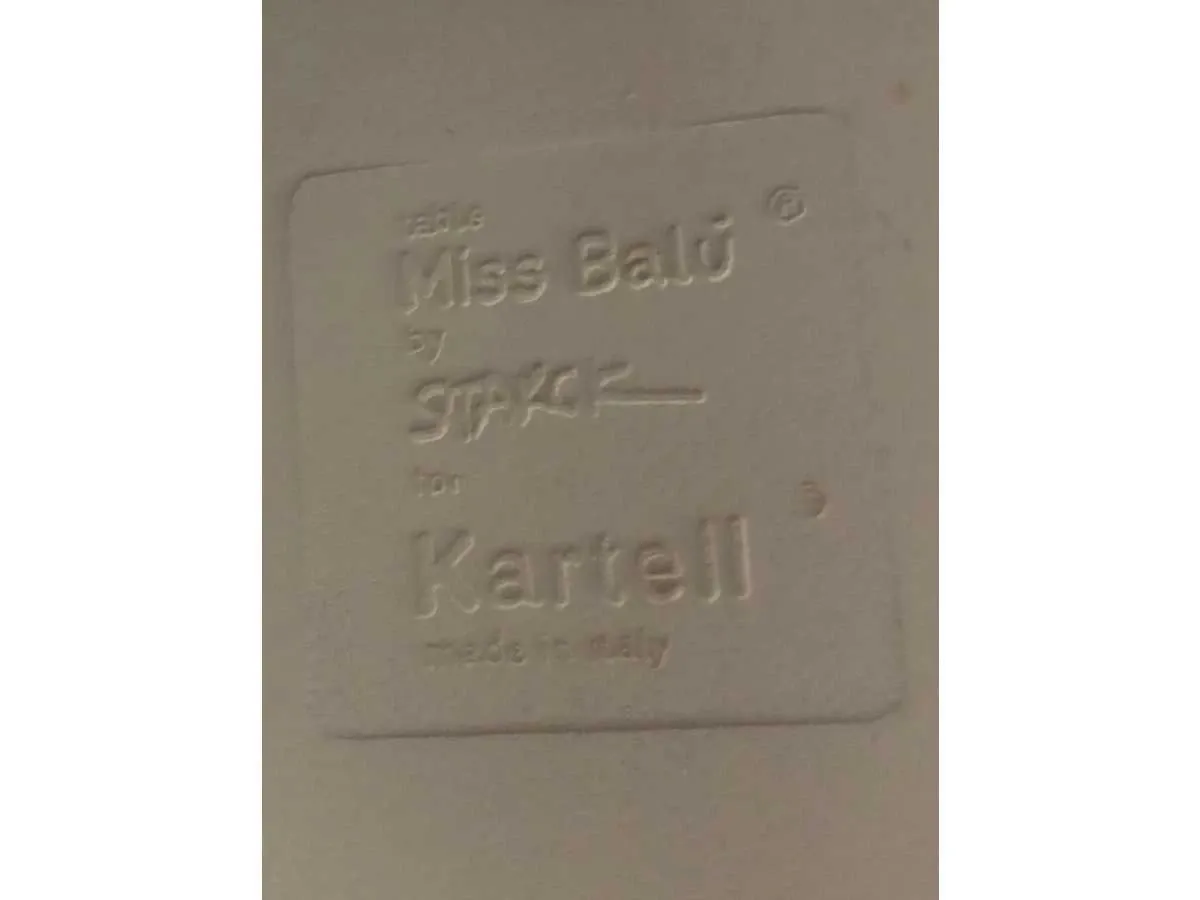 table
Miss Balù ®
by
STARCK
for
Kartell ®
made in Italy